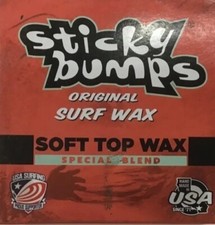 sticky
bumps
ORIGINAL
SURF WAX
SOFT TOP WAX
SPECIAL BLEND
USA SURFING
USA